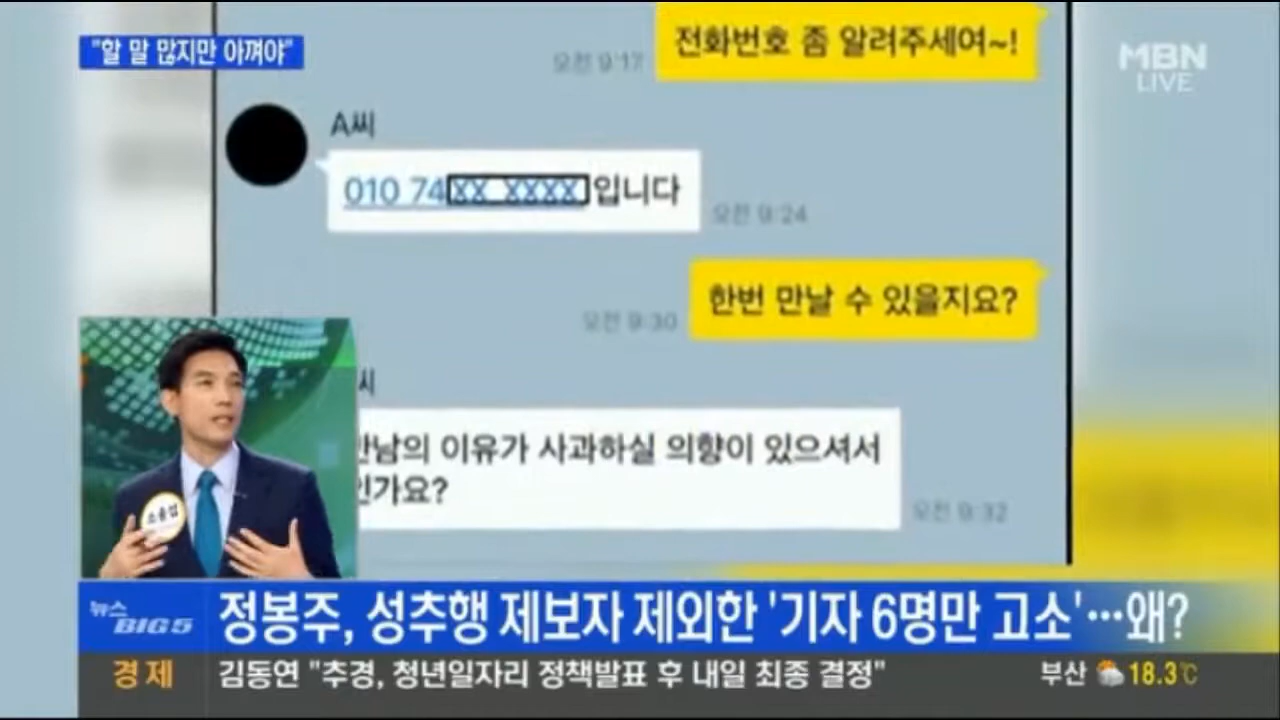 "할 말 많지만 아껴야"
MBN
LIVE
전화번호 좀 알려주세여~!
오전 9:17
A씨
010 74XX XXXX입니다
오전 9:24
한번 만날 수 있을지요?
오전 9:30
씨
만남의 이유가 사과하실 의향이 있으셔서
인가요?
오전 9:32
소용섭
뉴스
BIG5
정봉주, 성추행 제보자 제외한 '기자 6명만 고소'…왜?
경제 김동연 "추경, 청년일자리 정책발표 후 내일 최종 결정"
부산 18.3℃